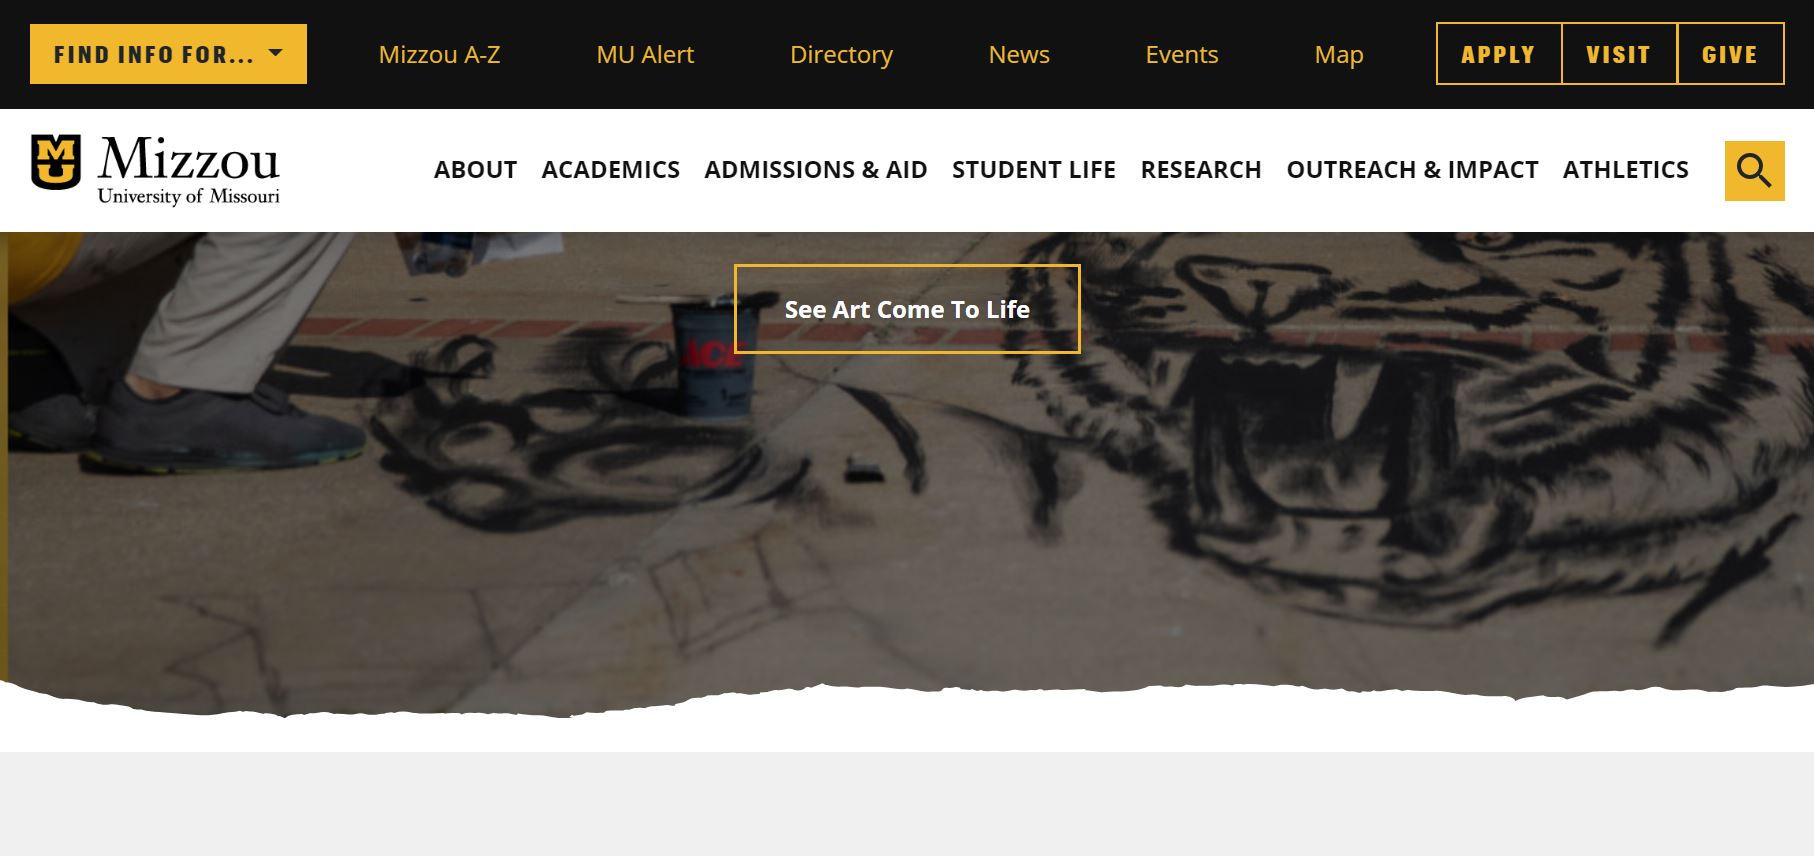 FIND INFO FOR...
Mizzou A-Z
MU Alert
Directory
News
Events
Map
APPLY
VISIT
GIVE
Mizzou
University of Missouri
ABOUT
ACADEMICS
ADMISSIONS & AID
STUDENT LIFE
RESEARCH
OUTREACH & IMPACT
ATHLETICS
See Art Come To Life
ACE